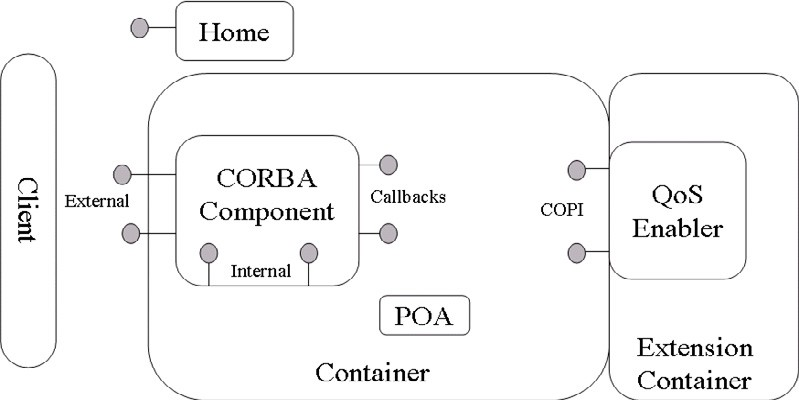 Home
Client
External
CORBA
Component
Internal
Callbacks
POA
Container
COPI
QoS
Enabler
Extension
Container